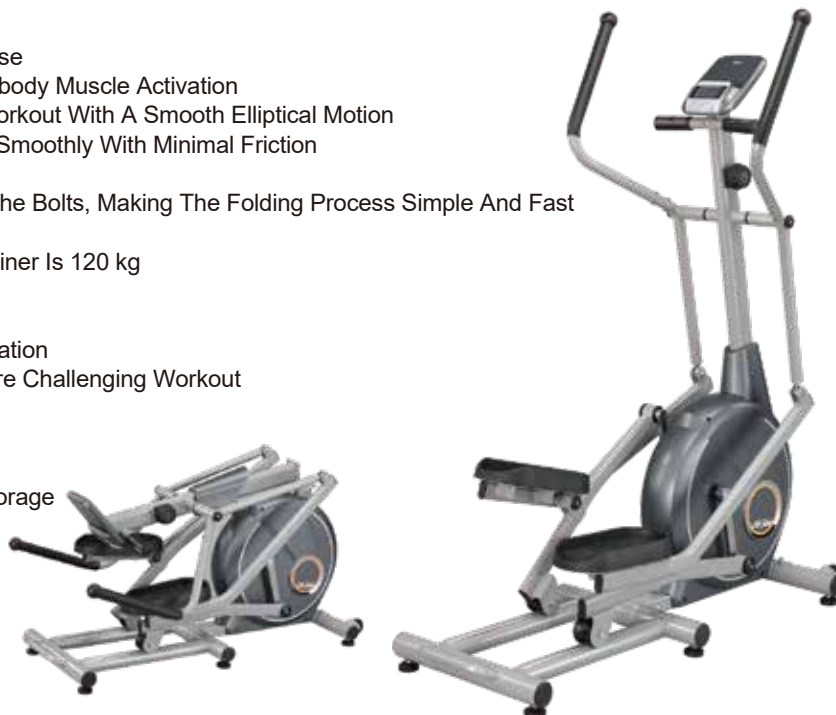 se
body Muscle Activation
orkout With A Smooth Elliptical Motion
Smoothly With Minimal Friction
he Bolts, Making The Folding Process Simple And Fast
iner Is 120 kg
ation
re Challenging Workout
orage